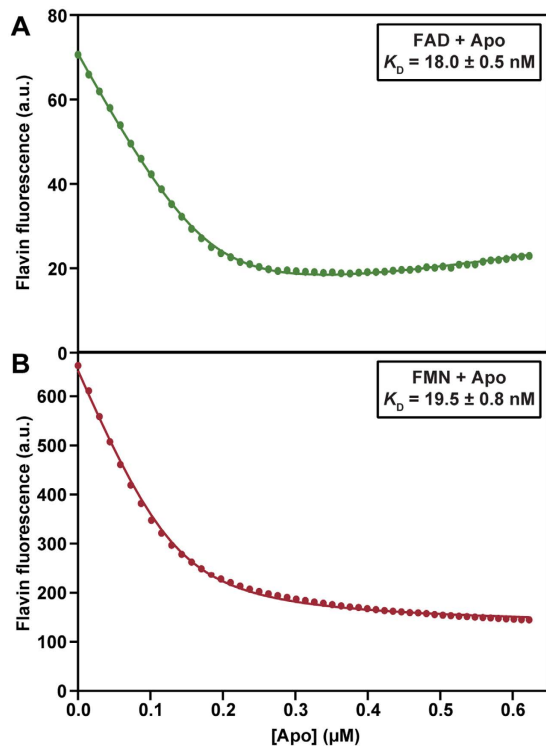 A
80
60
40
20
0
Flavin fluorescence (a.u.)
FAD + Apo
K_D = 18.0 ± 0.5 nM
B
600
500
400
300
200
100
0
Flavin fluorescence (a.u.)
FMN + Apo
K_D = 19.5 ± 0.8 nM
0.0 0.1 0.2 0.3 0.4 0.5 0.6
[Apo] (µM)